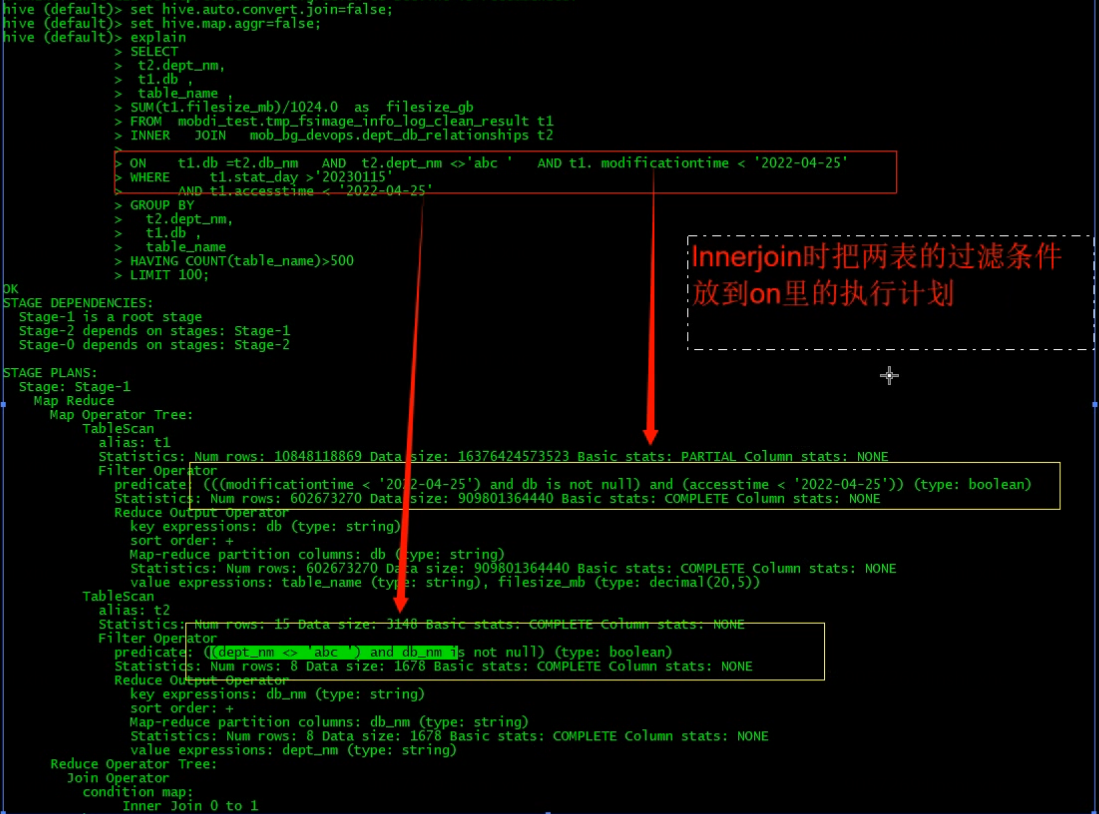 hive (default)> set hive.auto.convert.join=false;
hive (default)> set hive.map.aggr=false;
hive (default)> explain
> SELECT
> t2.dept_nm,
> t1.db ,
> table_name ,
> SUM(t1.filesize_mb)/1024.0 as filesize_gb
> FROM mobdi_test.tmp_fsimage_info_log_clean_result t1
> INNER JOIN mob_bg_devops.dept_db_relationships t2
>
> ON t1.db =t2.db_nm AND t2.dept_nm <>'abc ' AND t1. modificationtime < '2022-04-25'
> WHERE t1.stat_day >'20230115'
> AND t1.accesstime < '2022-04-25'
> GROUP BY
> t2.dept_nm,
> t1.db ,
> table_name
> HAVING COUNT(table_name)>500
> LIMIT 100;
Innerjoin时把两表的过滤条件
放到on里的执行计划
OK
STAGE DEPENDENCIES:
Stage-1 is a root stage
Stage-2 depends on stages: Stage-1
Stage-0 depends on stages: Stage-2
STAGE PLANS:
Stage: Stage-1
Map Reduce
Map Operator Tree:
TableScan
alias: t1
Statistics: Num rows: 10848118869 Data size: 16376424573523 Basic stats: PARTIAL Column stats: NONE
Filter Operator
predicate: (((modificationtime < '2022-04-25') and db is not null) and (accesstime < '2022-04-25')) (type: boolean)
Statistics: Num rows: 602673270 Data size: 909801364440 Basic stats: COMPLETE Column stats: NONE
Reduce Output Operator
key expressions: db (type: string)
sort order: +
Map-reduce partition columns: db (type: string)
Statistics: Num rows: 602673270 Data size: 909801364440 Basic stats: COMPLETE Column stats: NONE
value expressions: table_name (type: string), filesize_mb (type: decimal(20,5))
TableScan
alias: t2
Statistics: Num rows: 15 Data size: 3148 Basic stats: COMPLETE Column stats: NONE
Filter Operator
predicate: ((dept_nm <> 'abc ') and db_nm is not null) (type: boolean)
Statistics: Num rows: 8 Data size: 1678 Basic stats: COMPLETE Column stats: NONE
Reduce Output Operator
key expressions: db_nm (type: string)
sort order: +
Map-reduce partition columns: db_nm (type: string)
Statistics: Num rows: 8 Data size: 1678 Basic stats: COMPLETE Column stats: NONE
value expressions: dept_nm (type: string)
Reduce Operator Tree:
Join Operator
condition map:
Inner Join 0 to 1